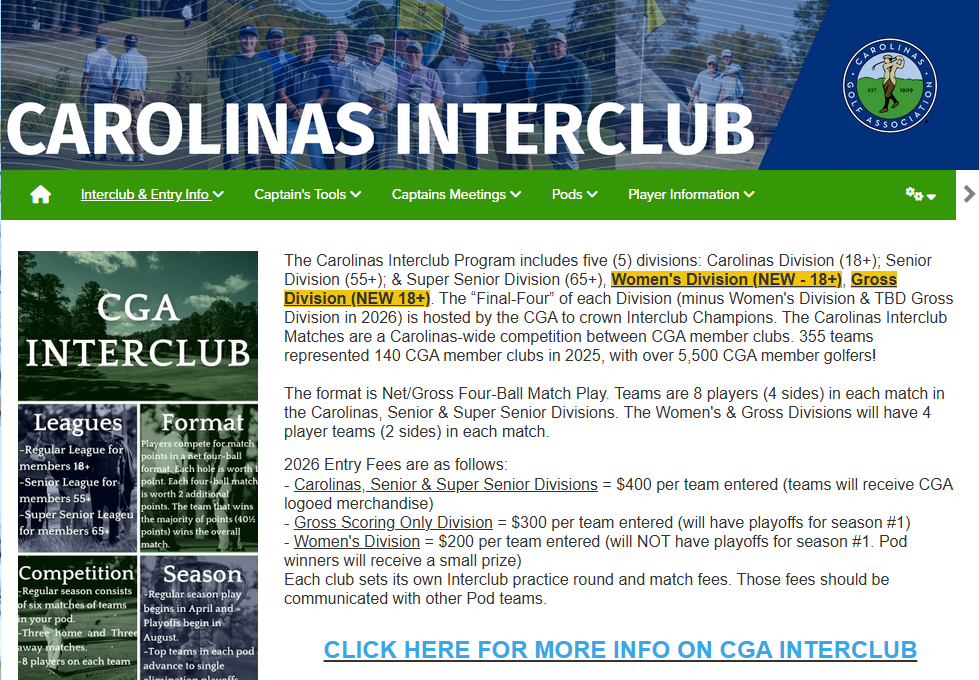 CAROLINAS INTERCLUB
CAROLINAS
EST. 1909
GOLF ASSOCIATION
Interclub & Entry Info
Captain's Tools
Captains Meetings
Pods
Player Information
CGA
INTERCLUB
Leagues
-Regular League for
members 18+
-Senior League for
members 55+
-Super Senior Leageu
for members 65+
Format
Players compete for match
points in a net four-ball
format. Each hole is worth 1
point. Each four-ball match
is worth 2 additional
points. The team that wins
the majority of points (40½
points) wins the overall
match.
Competition
-Regular season consists
of six matches of teams
in your pod.
-Three home and Three
away matches.
-8 players on each team
Season
-Regular season play
begins in April and
Playoffs begin in
August.
-Top teams in each pod
advance to single
elimination playoffs
The Carolinas Interclub Program includes five (5) divisions: Carolinas Division (18+); Senior
Division (55+); & Super Senior Division (65+), Women's Division (NEW - 18+), Gross
Division (NEW 18+). The “Final-Four” of each Division (minus Women's Division & TBD Gross
Division in 2026) is hosted by the CGA to crown Interclub Champions. The Carolinas Interclub
Matches are a Carolinas-wide competition between CGA member clubs. 355 teams
represented 140 CGA member clubs in 2025, with over 5,500 CGA member golfers!
The format is Net/Gross Four-Ball Match Play. Teams are 8 players (4 sides) in each match in
the Carolinas, Senior & Super Senior Divisions. The Women's & Gross Divisions will have 4
player teams (2 sides) in each match.
2026 Entry Fees are as follows:
- Carolinas, Senior & Super Senior Divisions = $400 per team entered (teams will receive CGA
logoed merchandise)
- Gross Scoring Only Division = $300 per team entered (will have playoffs for season #1)
- Women's Division = $200 per team entered (will NOT have playoffs for season #1. Pod
winners will receive a small prize)
Each club sets its own Interclub practice round and match fees. Those fees should be
communicated with other Pod teams.
CLICK HERE FOR MORE INFO ON CGA INTERCLUB